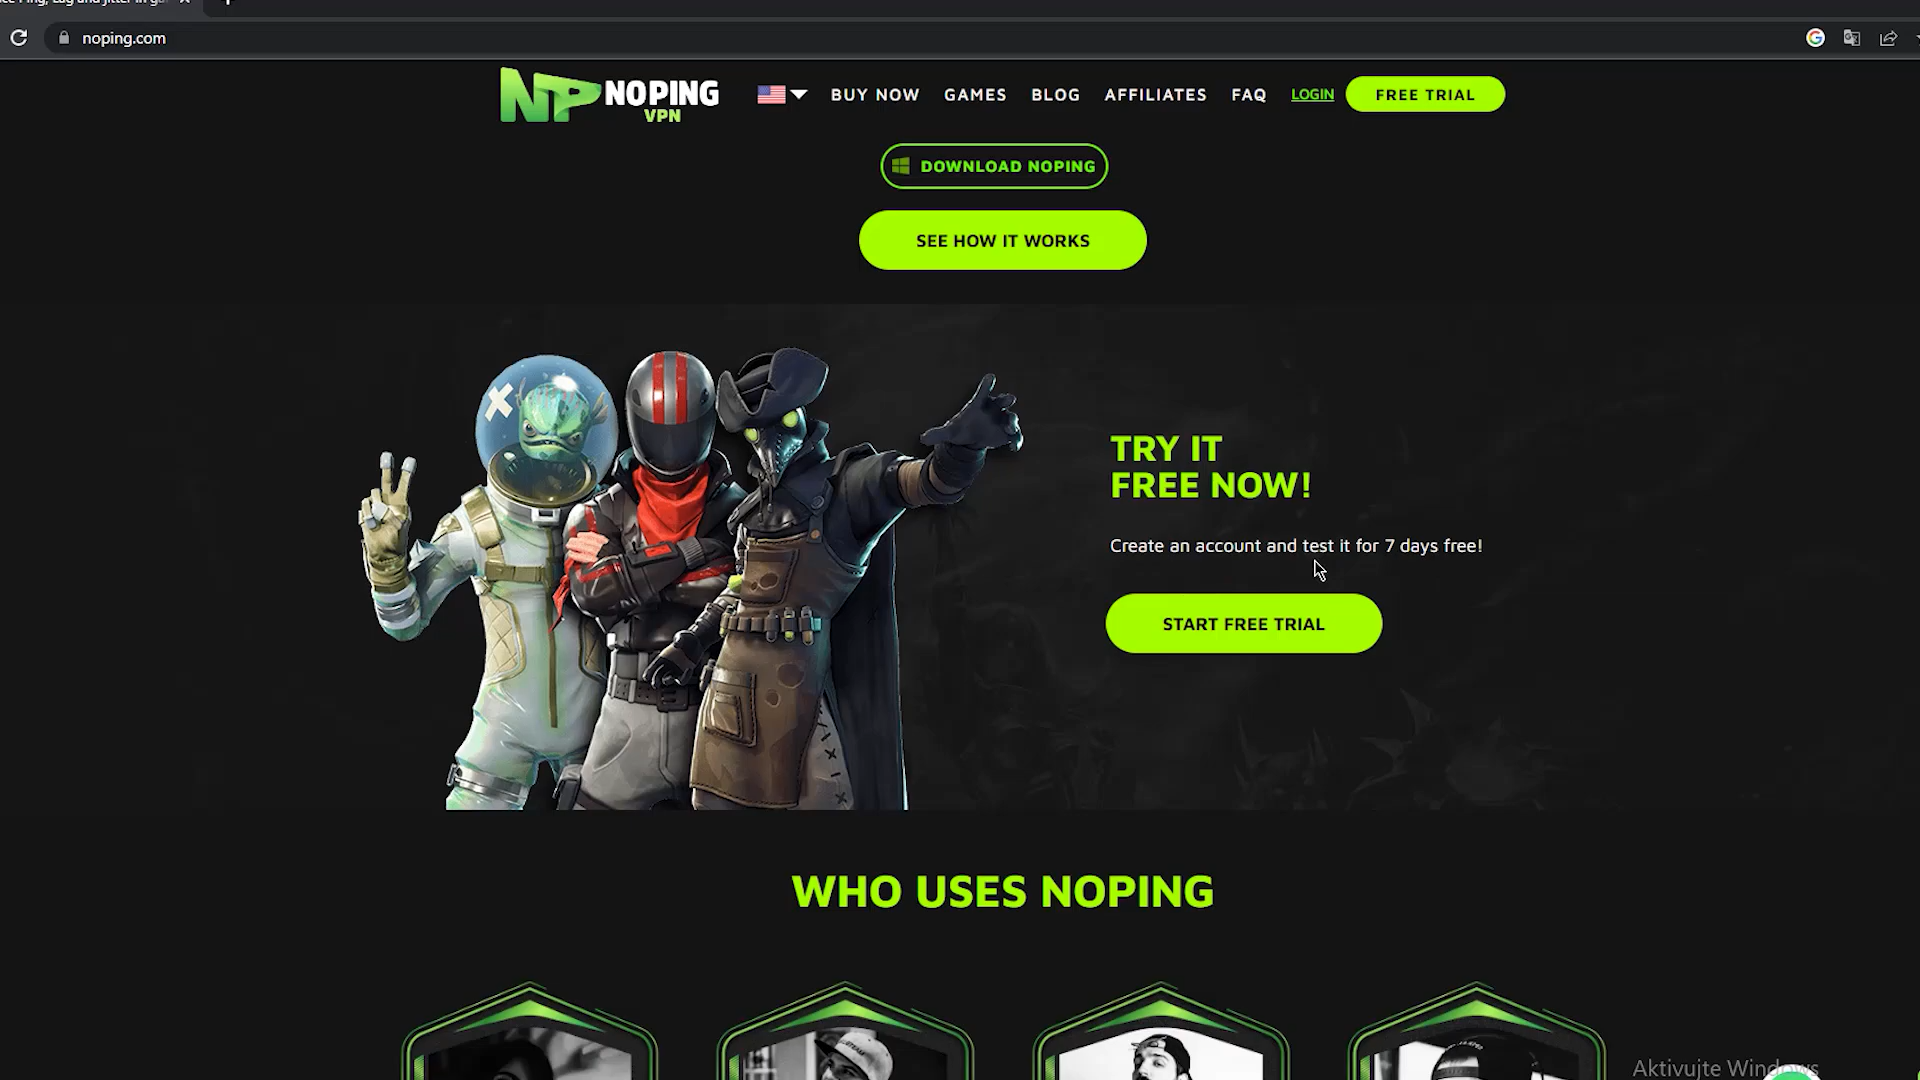 noping.com
NP NOPING
VPN
BUY NOW
GAMES
BLOG
AFFILIATES
FAQ
LOGIN
FREE TRIAL
DOWNLOAD NOPING
SEE HOW IT WORKS
TRY IT
FREE NOW!
Create an account and test it for 7 days free!
START FREE TRIAL
WHO USES NOPING
Aktivujte Windows